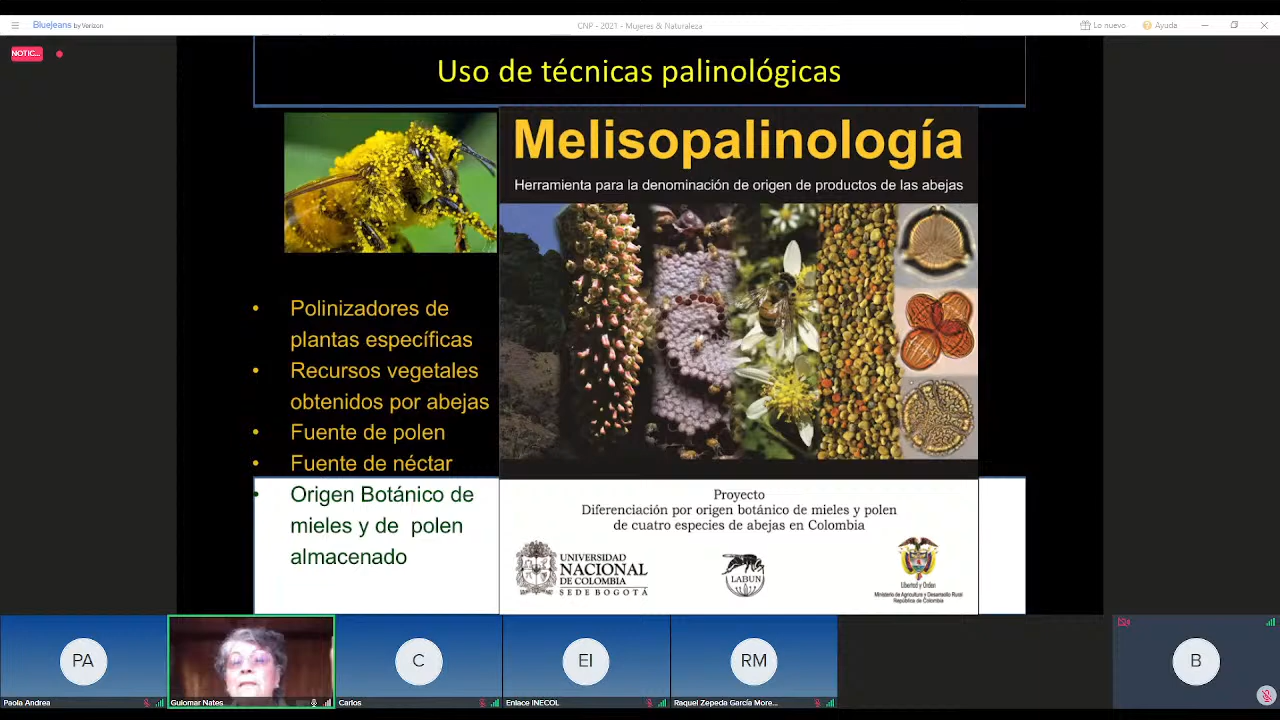 Bluejeans by Verizon
CNP - 2021 - Mujeres & Naturaleza
Lo nuevo
Ayuda
NOTIC...
Uso de técnicas palinológicas
Melisopalinología
Herramienta para la denominación de origen de productos de las abejas
• Polinizadores de
plantas específicas
• Recursos vegetales
obtenidos por abejas
• Fuente de polen
• Fuente de néctar
• Origen Botánico de
mieles y de polen
almacenado
Proyecto
Diferenciación por origen botánico de mieles y polen
de cuatro especies de abejas en Colombia
UNIVERSIDAD
NACIONAL
DE COLOMBIA
SEDE BOGOTÁ
LABUN
Libertad y Orden
Ministerio de Agricultura y Desarrollo Rural
República de Colombia
PA
C
EI
RM
B
Paola Andrea
Guiomar Nates
Carlos
Enlace INECOL
Raquel Zepeda García More...